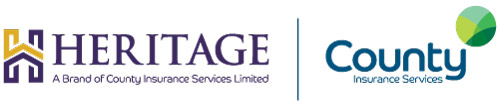 HERITAGE
A Brand of County Insurance Services Limited
County
Insurance Services